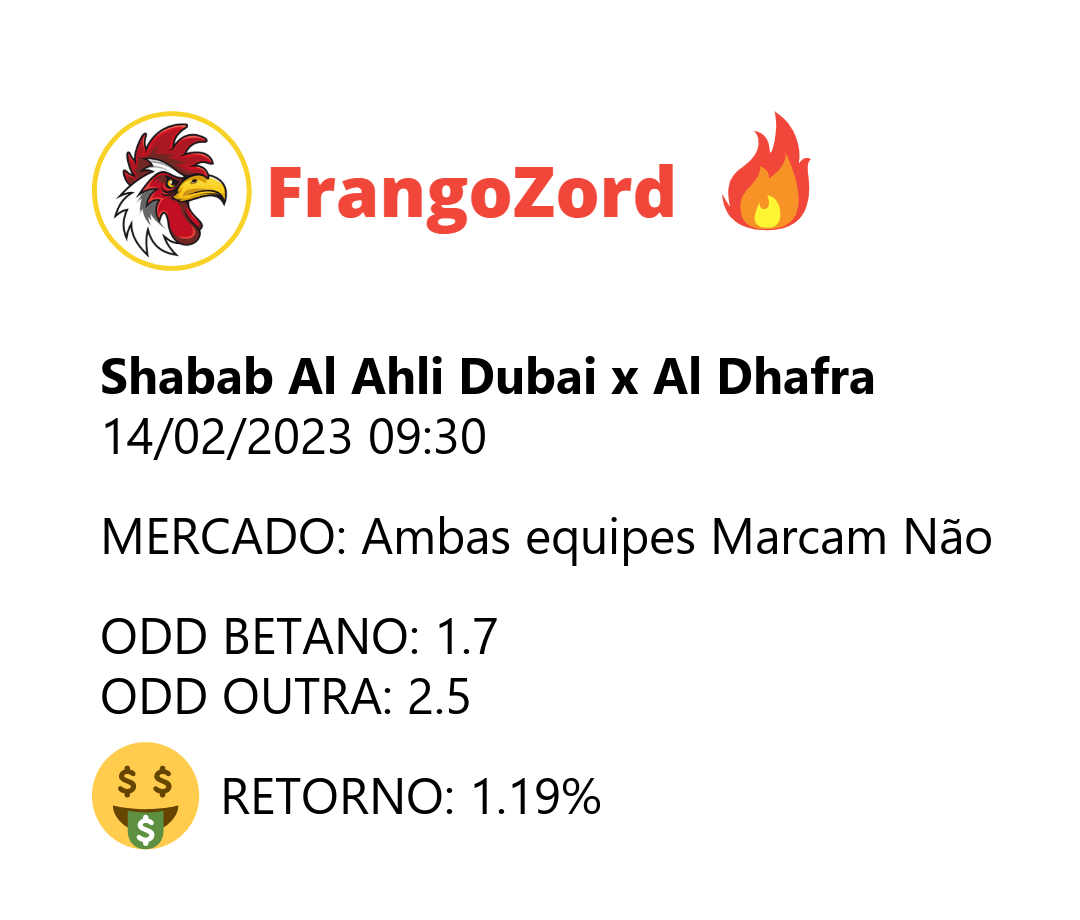 FrangoZord
Shabab Al Ahli Dubai x Al Dhafra
14/02/2023 09:30
MERCADO: Ambas equipes Marcam Não
ODD BETANO: 1.7
ODD OUTRA: 2.5
$ $
$
RETORNO: 1.19%